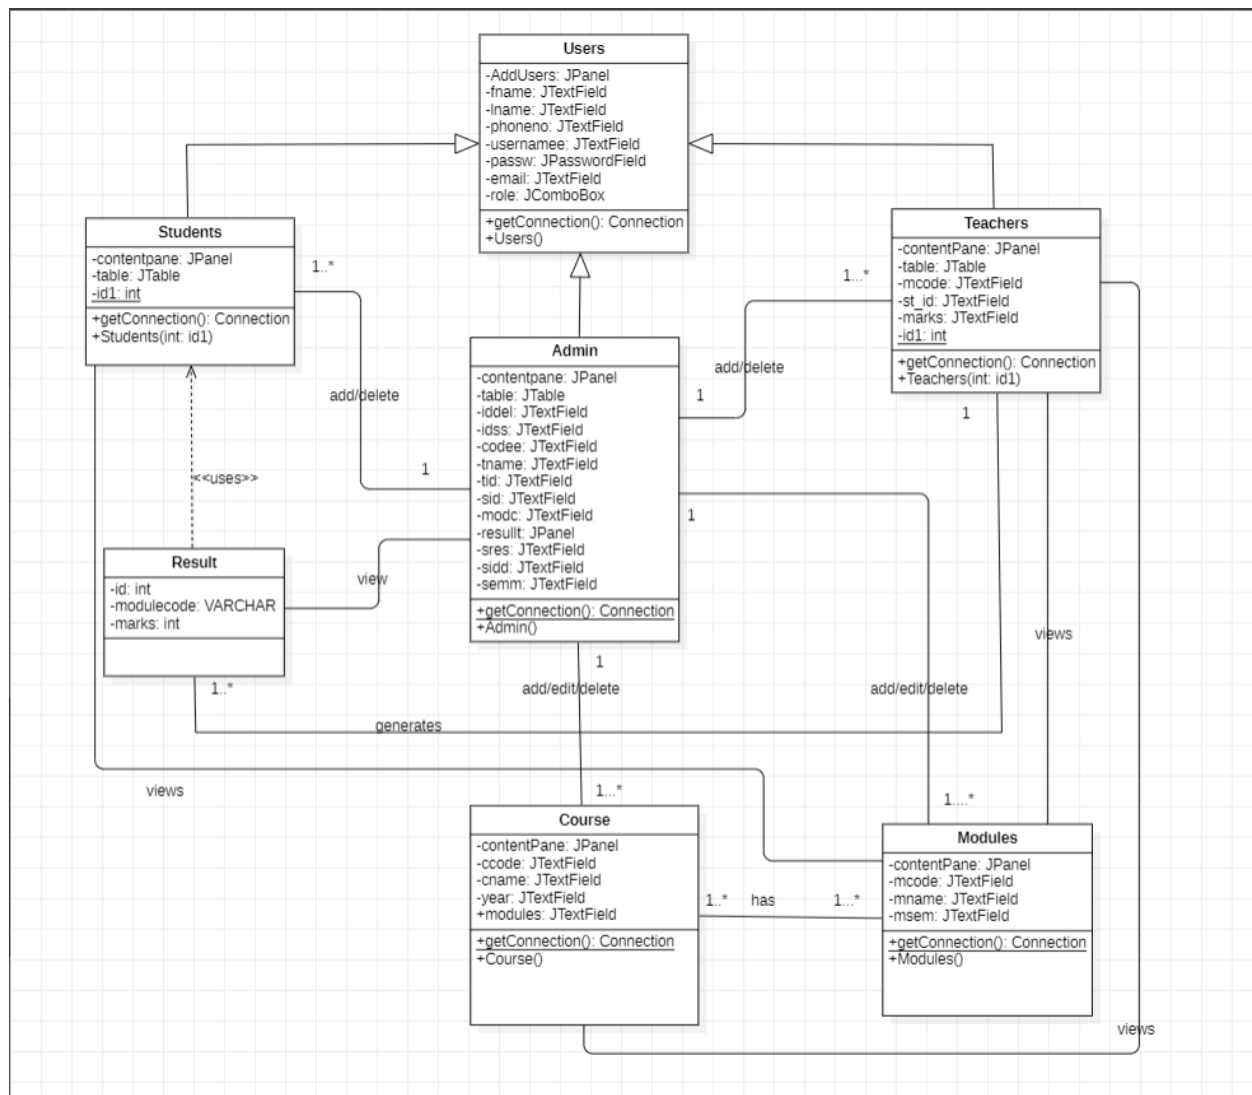 Users
-AddUsers: JPanel
-fname: JTextField
-lname: JTextField
-phoneno: JTextField
-usernamee: JTextField
-passw: JPasswordField
-email: JTextField
-role: JComboBox
+getConnection(): Connection
+Users()
Students
-contentpane: JPanel
-table: JTable
-id1: int
+getConnection(): Connection
+Students(int: id1)
1..*
1...*
Teachers
-contentPane: JPanel
-table: JTable
-mcode: JTextField
-st_id: JTextField
-marks: JTextField
-id1: int
+getConnection(): Connection
+Teachers(int: id1)
Admin
-contentpane: JPanel
-table: JTable
-iddel: JTextField
-idss: JTextField
-codee: JTextField
-tname: JTextField
-tid: JTextField
-sid: JTextField
-modc: JTextField
-resullt: JPanel
-sres: JTextField
-sidd: JTextField
-semm: JTextField
+getConnection(): Connection
+Admin()
add/delete
add/delete
1
1
1
1
<<uses>>
Result
-id: int
-modulecode: VARCHAR
-marks: int
view
views
1..*
1
add/edit/delete
add/edit/delete
generates
views
1...*
1....*
Course
-contentPane: JPanel
-ccode: JTextField
-cname: JTextField
-year: JTextField
+modules: JTextField
+getConnection(): Connection
+Course()
1..*
has
1...*
Modules
-contentPane: JPanel
-mcode: JTextField
-mname: JTextField
-msem: JTextField
+getConnection(): Connection
+Modules()
views